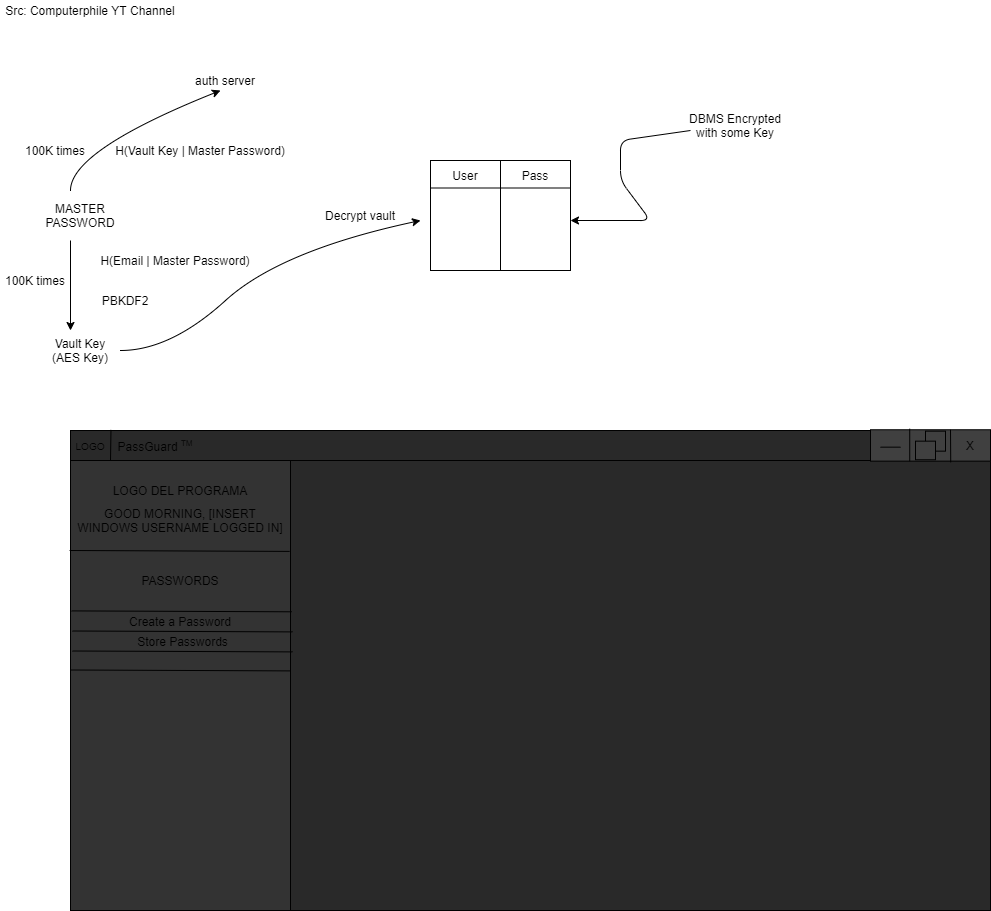 Src: Computerphile YT Channel
auth server
100K times
H(Vault Key | Master Password)
DBMS Encrypted
with some Key
User
Pass
MASTER
PASSWORD
Decrypt vault
H(Email | Master Password)
100K times
PBKDF2
Vault Key
(AES Key)
LOGO
PassGuard TM
X
LOGO DEL PROGRAMA
GOOD MORNING, [INSERT
WINDOWS USERNAME LOGGED IN]
PASSWORDS
Create a Password
Store Passwords